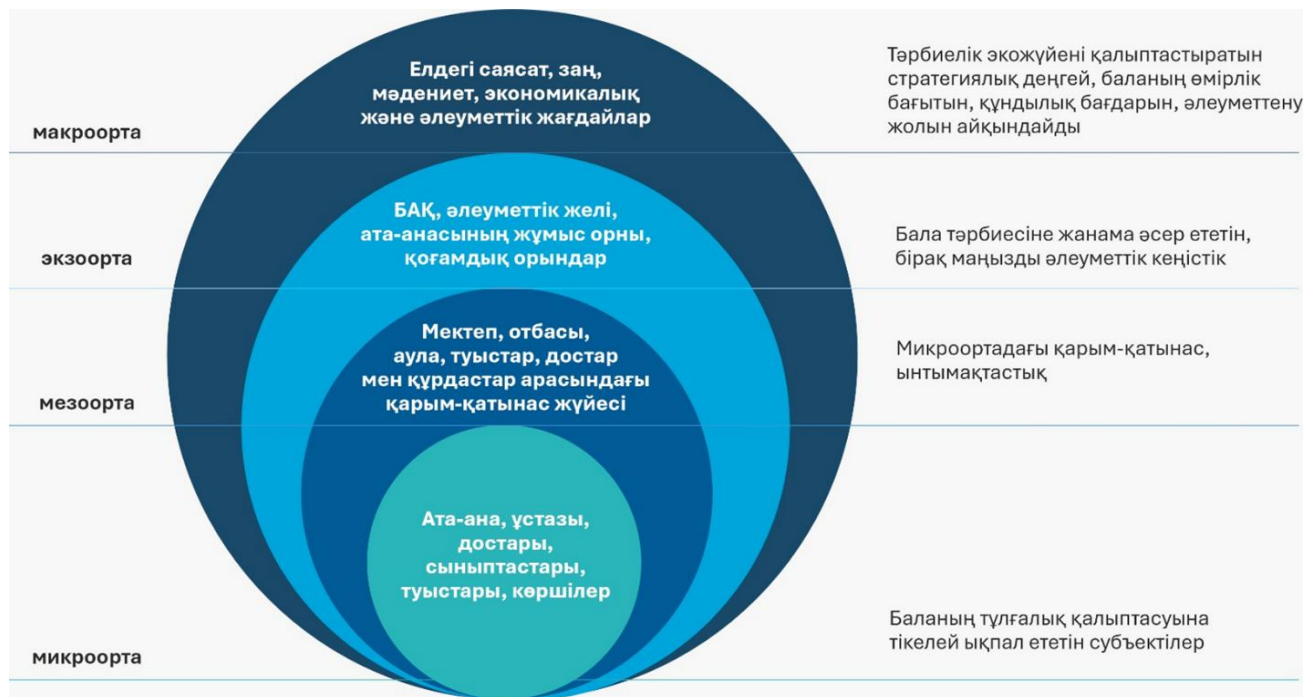 Елдегі саясат, заң,
мәдениет, экономикалық
және әлеуметтік жағдайлар
макроорта
Тәрбиелік экожүйені қалыптастыратын
стратегиялық деңгей, баланың өмірлік
бағытын, құндылық бағдарын, әлеуметтену
жолын айқындайды
БАҚ, әлеуметтік желі,
ата-анасының жұмыс орны,
қоғамдық орындар
экзоорта
Бала тәрбиесіне жанама әсер ететін,
бірақ маңызды әлеуметтік кеңістік
Мектеп, отбасы,
аула, туыстар, достар
мен құрдастар арасындағы
қарым-қатынас жүйесі
мезоорта
Микроортадағы қарым-қатынас,
ынтымақтастық
Ата-ана, ұстазы,
достары,
сыныптастары,
туыстары, көршілер
микроорта
Баланың тұлғалық қалыптасуына
тікелей ықпал ететін субъектілер